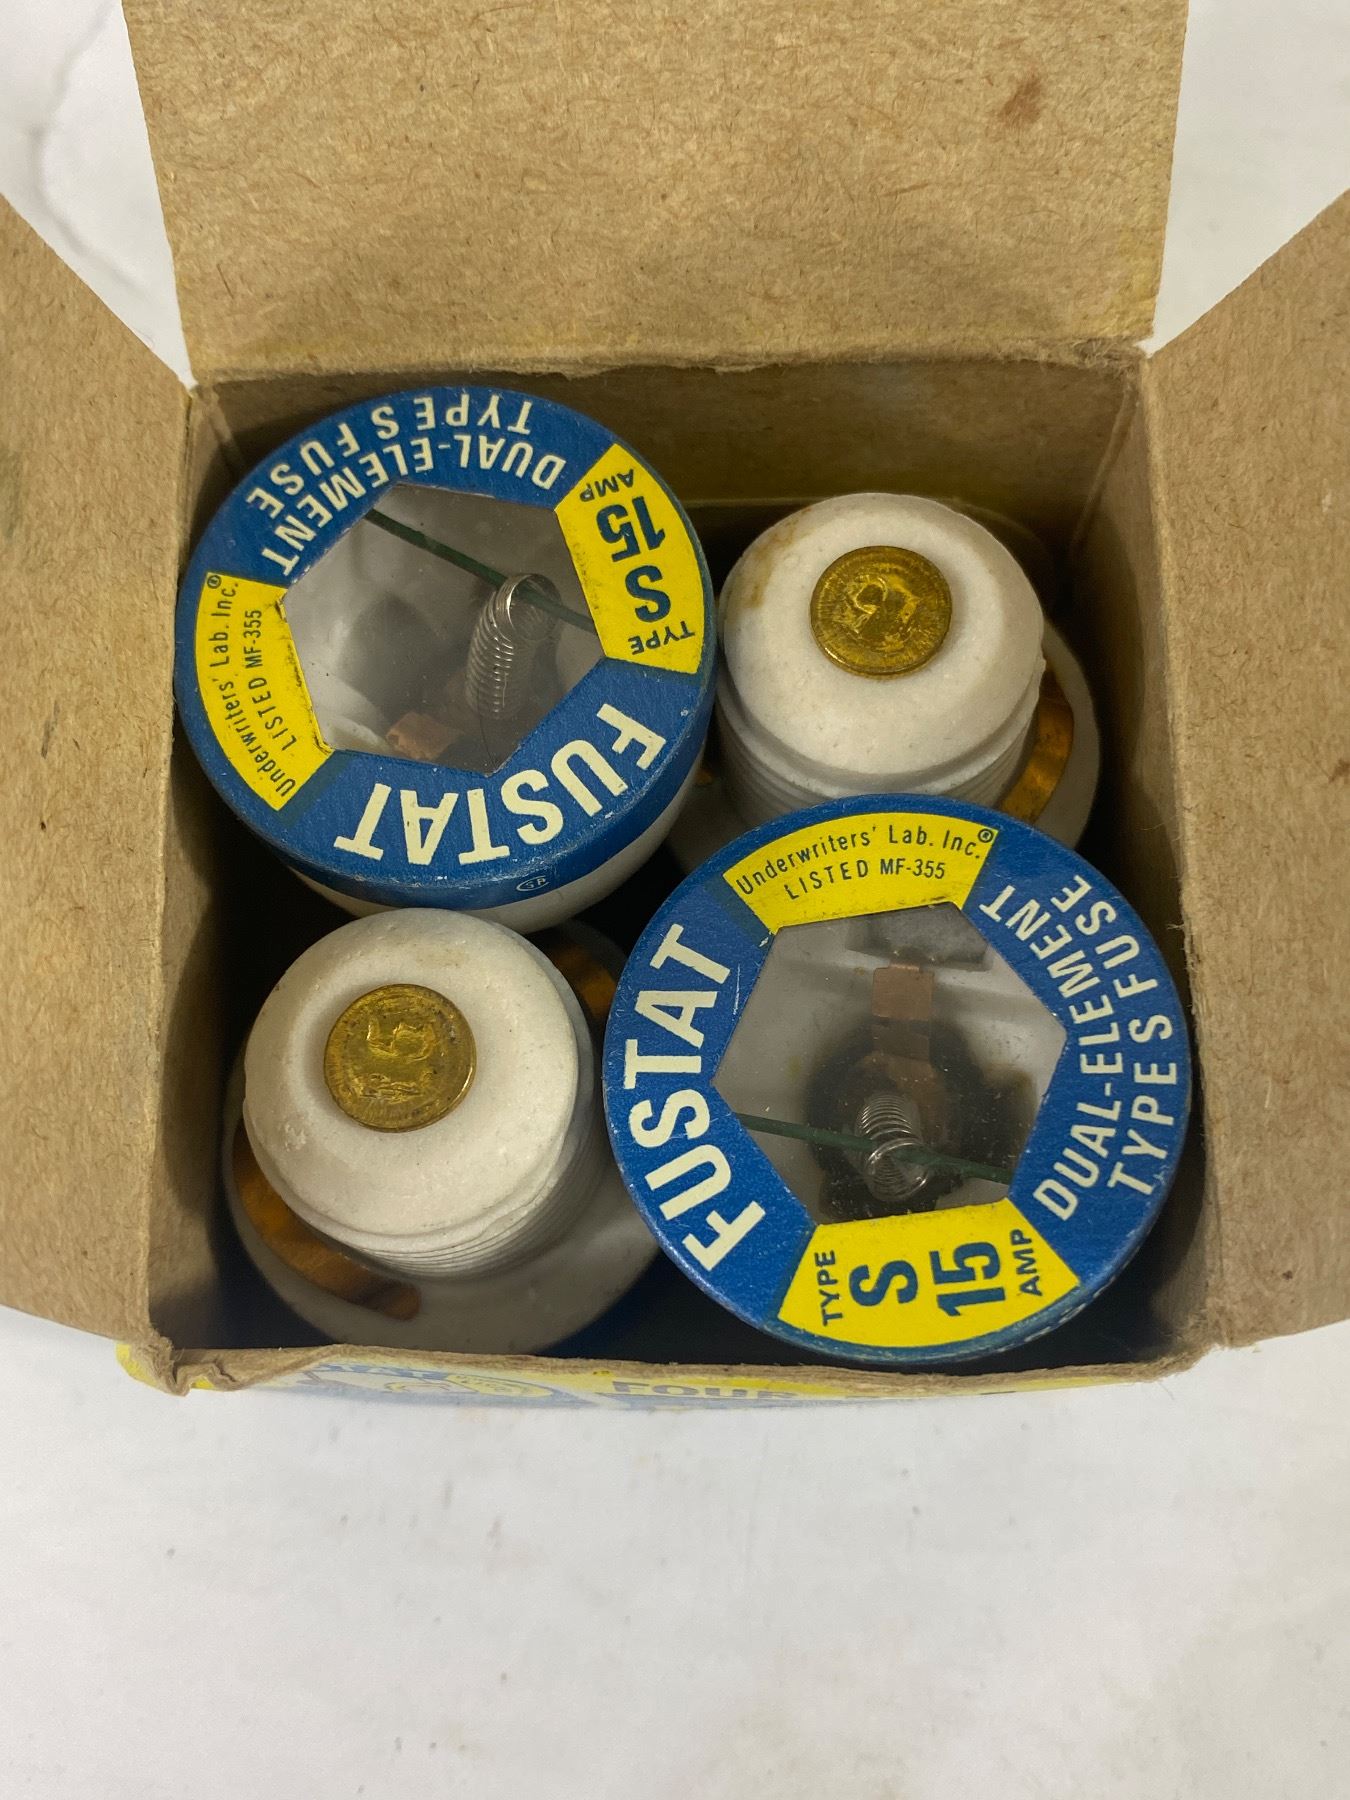 DUAL-ELEMENT
TYPE S FUSE
TYPE
S
15
AMP
FUSTAT
Underwriters' Lab. Inc.®
LISTED MF-355
Underwriters' Lab. Inc.®
LISTED MF-355
DUAL-ELEMENT
TYPE S FUSE
TYPE
S
15
AMP
FUSTAT
FOUR